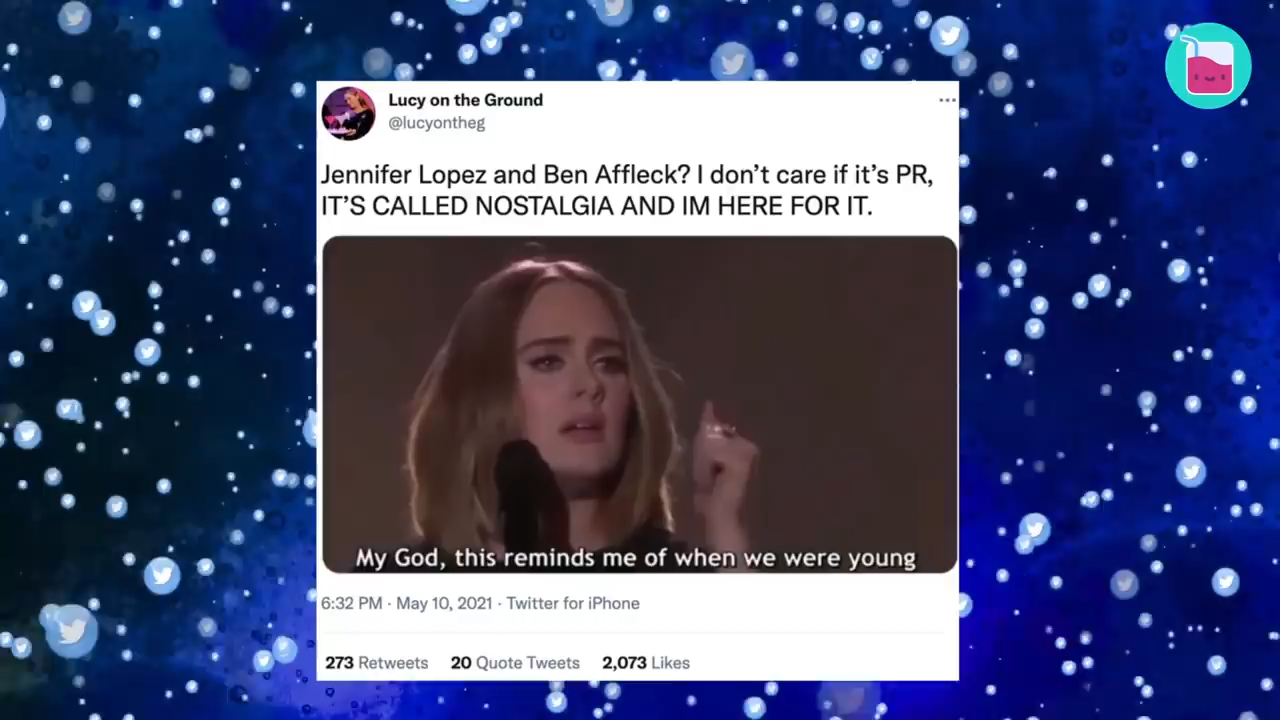 Lucy on the Ground
@lucyontheg
Jennifer Lopez and Ben Affleck? I don’t care if it’s PR,
IT’S CALLED NOSTALGIA AND IM HERE FOR IT.
My God, this reminds me of when we were young
6:32 PM · May 10, 2021 · Twitter for iPhone
273 Retweets 20 Quote Tweets 2,073 Likes